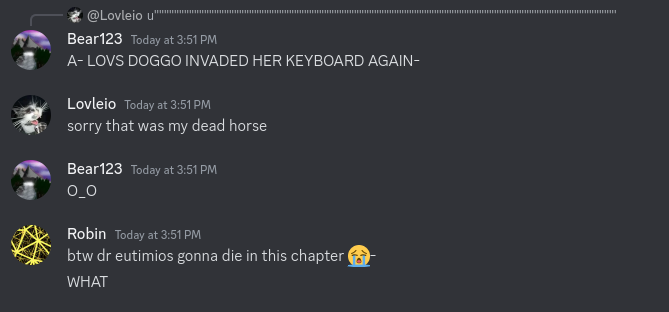 @Lovleio u""""""""""""""""""""""""""""""""""""""""""""""""""""""""""""""""""""""""""""""""""""""
Bear123 Today at 3:51 PM
A- LOVS DOGGO INVADED HER KEYBOARD AGAIN-
Lovleio Today at 3:51 PM
sorry that was my dead horse
Bear123 Today at 3:51 PM
O_O
Robin Today at 3:51 PM
btw dr eutimios gonna die in this chapter 😭-
WHAT